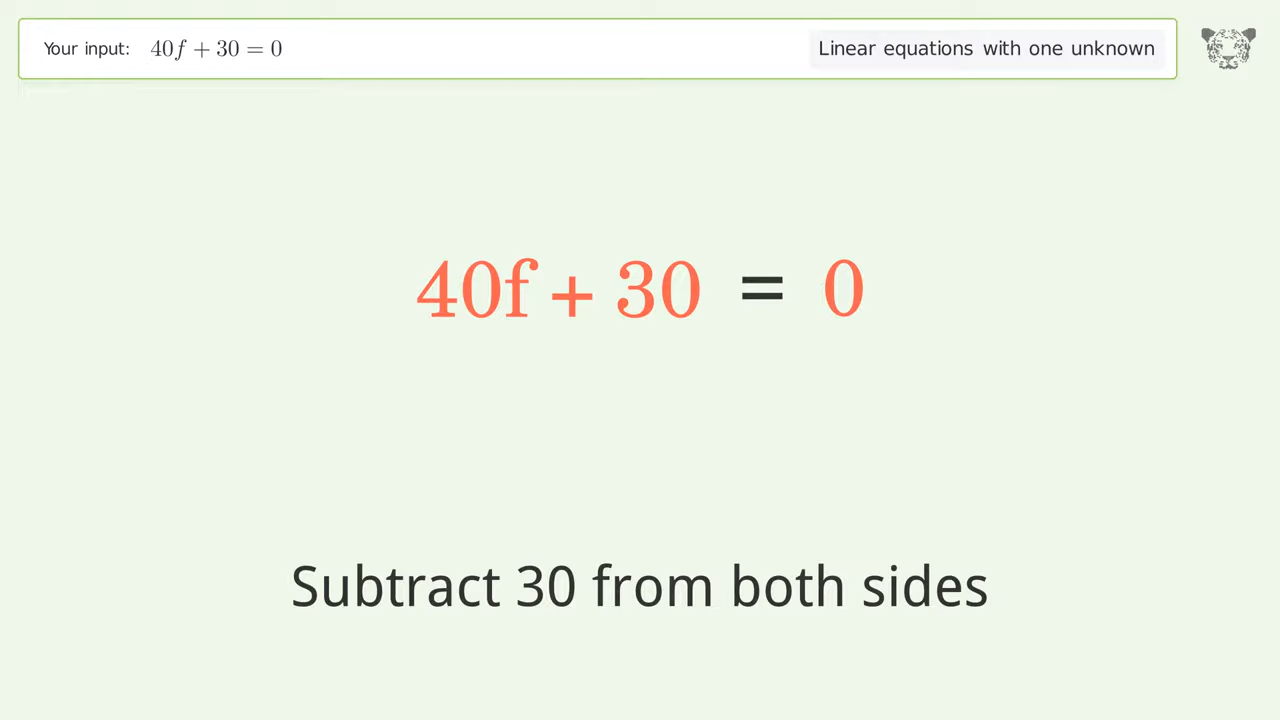 Your input: 40f + 30 = 0
Linear equations with one unknown
40f + 30 = 0
Subtract 30 from both sides